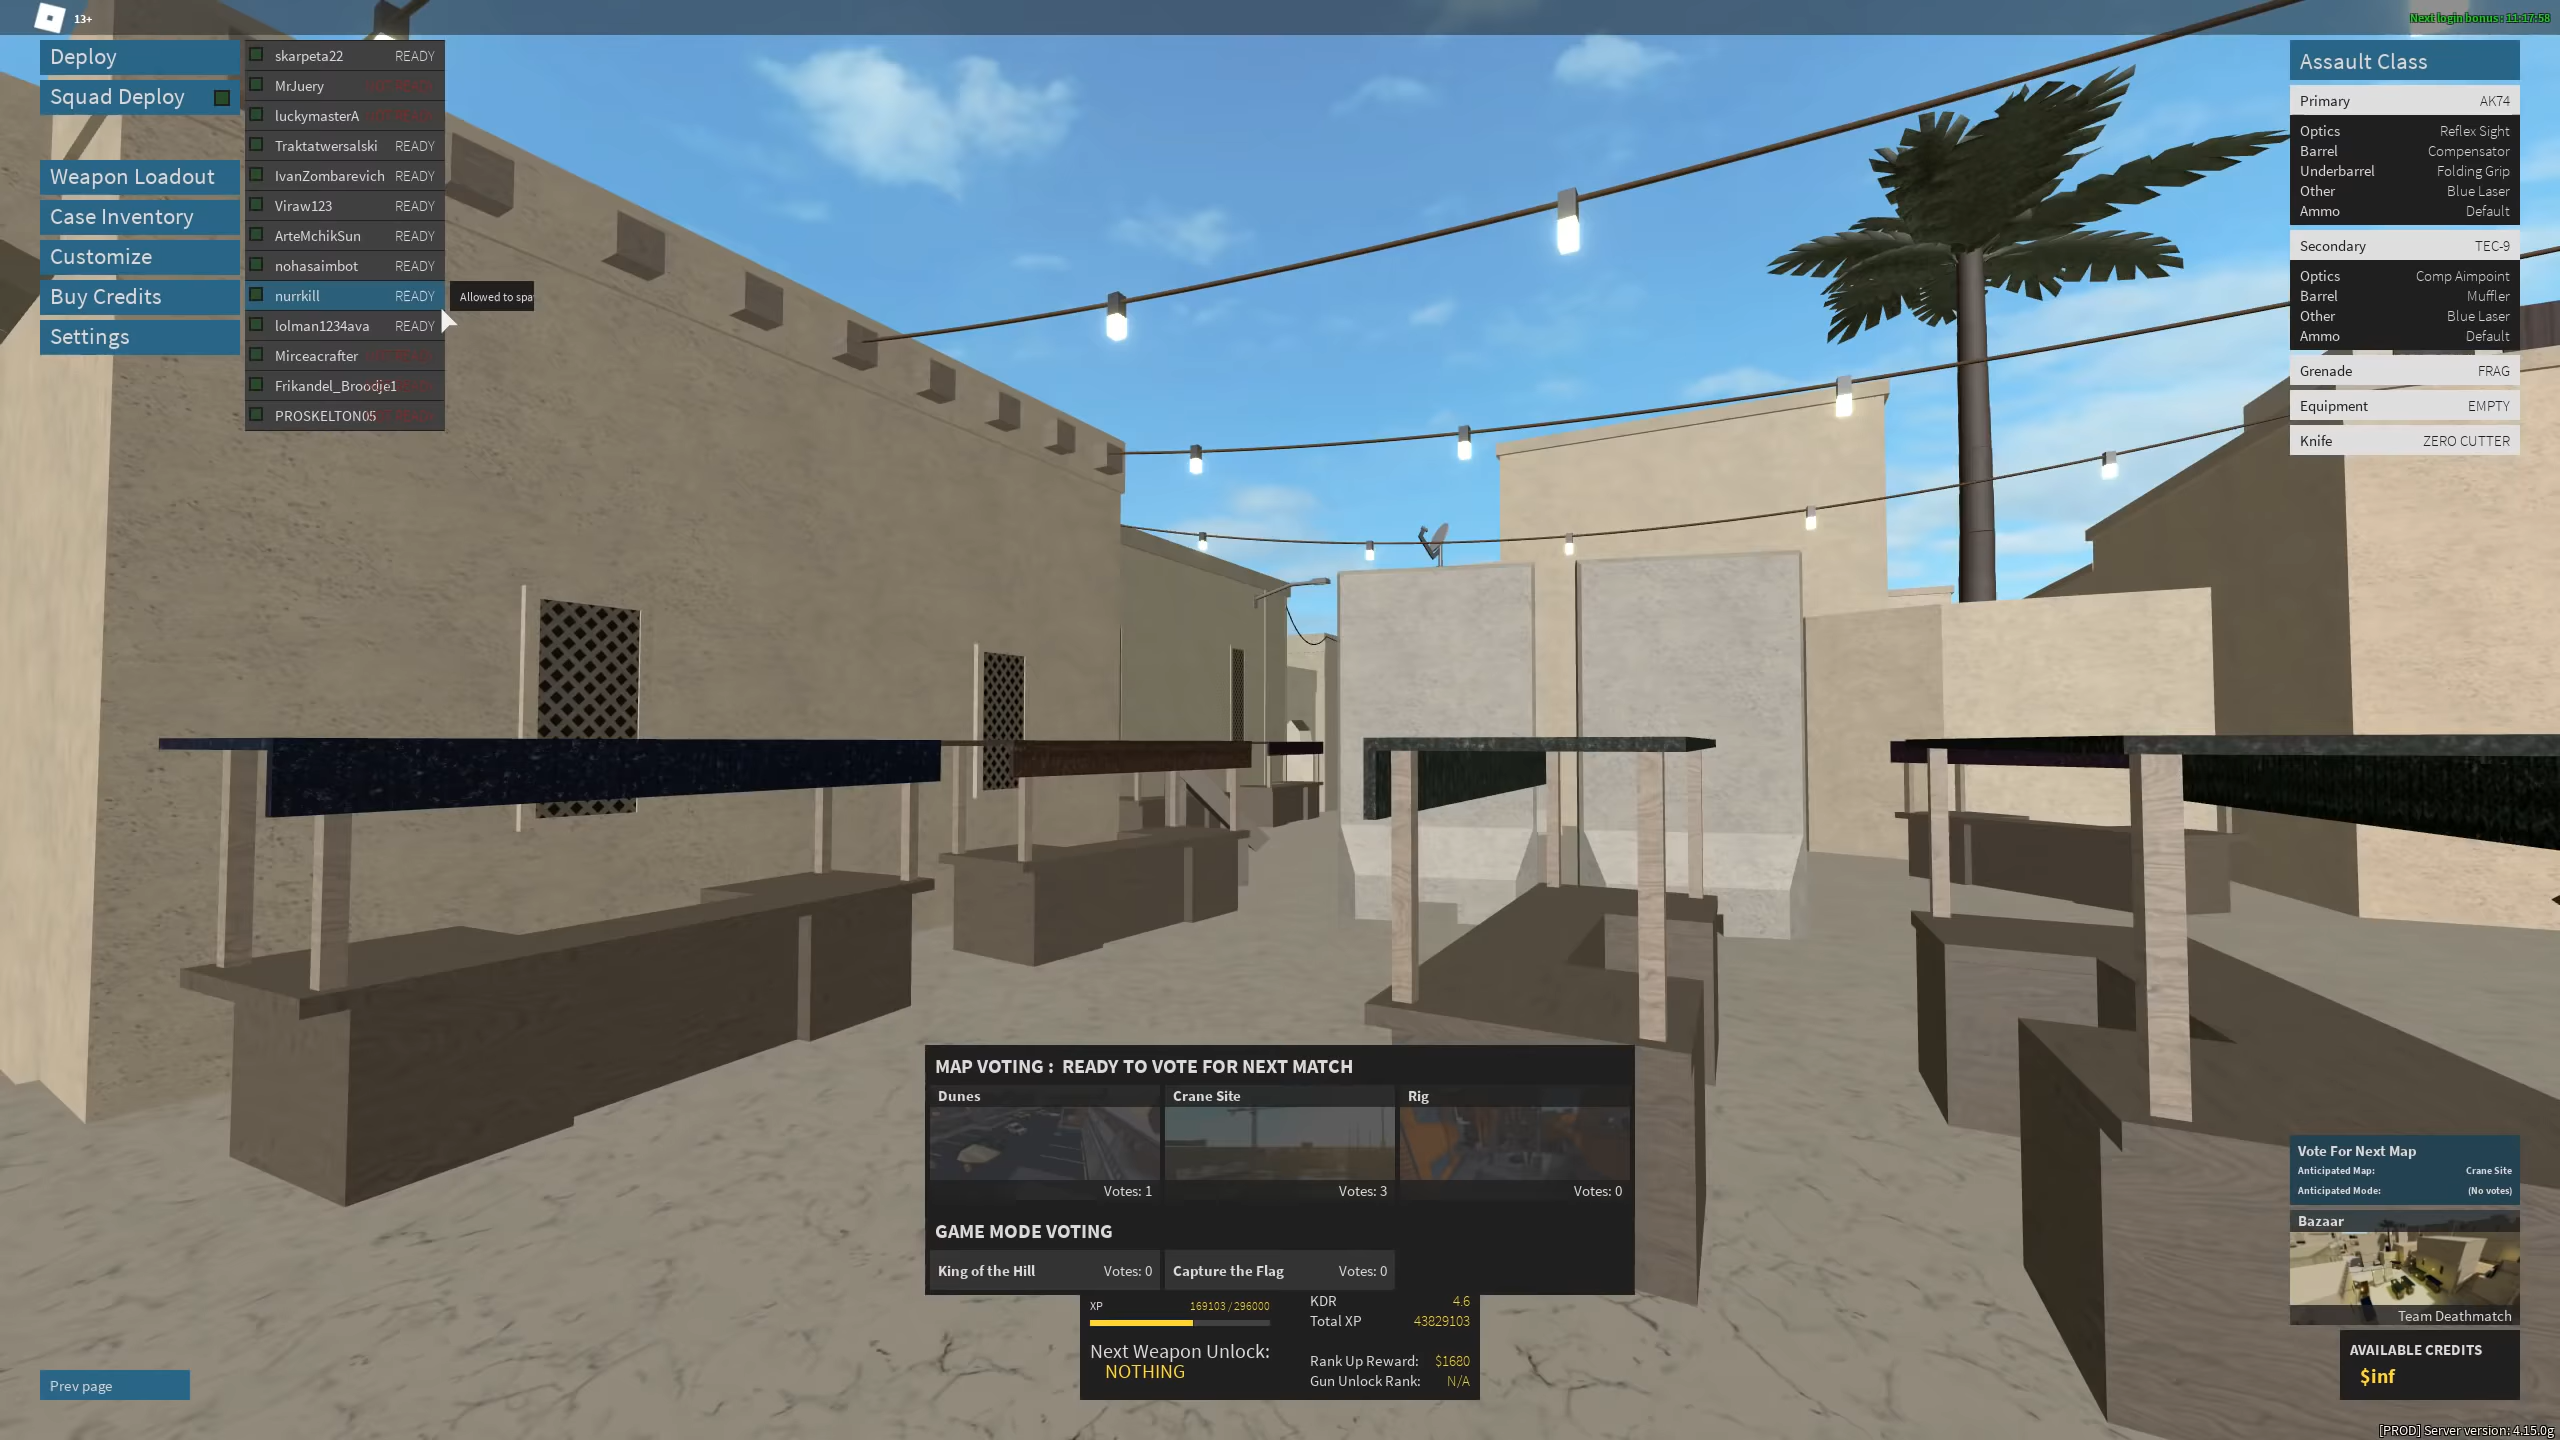 13+
Next login bonus : 11:17:58
Deploy
Squad Deploy
Weapon Loadout
Case Inventory
Customize
Buy Credits
Settings
skarpeta22 READY
MrJuery NOT READY
luckymasterA NOT READY
Traktatwersalski READY
IvanZombarevich READY
Viraw123 READY
ArteMchikSun READY
nohasaimbot READY
nurrkill READY
Allowed to spa
lolman1234ava READY
Mirceacrafter NOT READY
Frikandel_Broodje1
PROSKELTON05
Assault Class
Primary AK74
Optics Reflex Sight
Barrel Compensator
Underbarrel Folding Grip
Other Blue Laser
Ammo Default
Secondary TEC-9
Optics Comp Aimpoint
Barrel Muffler
Other Blue Laser
Ammo Default
Grenade FRAG
Equipment EMPTY
Knife ZERO CUTTER
MAP VOTING : READY TO VOTE FOR NEXT MATCH
Dunes Crane Site Rig
Votes: 1 Votes: 3 Votes: 0
GAME MODE VOTING
King of the Hill Votes: 0 Capture the Flag Votes: 0
XP 169103 / 296000
KDR 4.6
Total XP 43829103
Next Weapon Unlock:
NOTHING
Rank Up Reward: $1680
Gun Unlock Rank: N/A
Vote For Next Map
Anticipated Map: Crane Site
Anticipated Mode: (No votes)
Bazaar
Team Deathmatch
AVAILABLE CREDITS
$inf
Prev page
[PROD] Server version: 4.15.0g